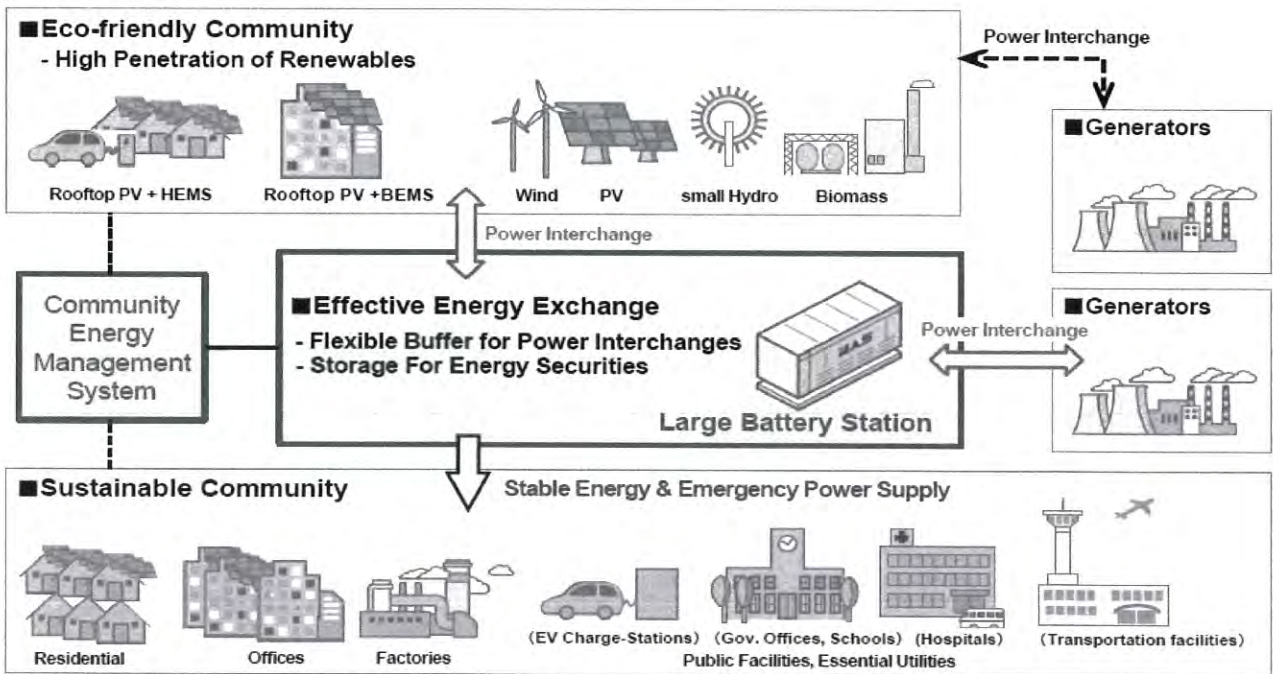 ■Eco-friendly Community
- High Penetration of Renewables
Rooftop PV + HEMS
Rooftop PV +BEMS
Wind
PV
small Hydro
Biomass
Power Interchange
■Generators
Power Interchange
Community
Energy
Management
System
■Effective Energy Exchange
- Flexible Buffer for Power Interchanges
- Storage For Energy Securities
NAS
Large Battery Station
Power Interchange
■Generators
■Sustainable Community
Stable Energy & Emergency Power Supply
Residential
Offices
Factories
(EV Charge-Stations)
(Gov. Offices, Schools)
(Hospitals)
(Transportation facilities)
Public Facilities, Essential Utilities